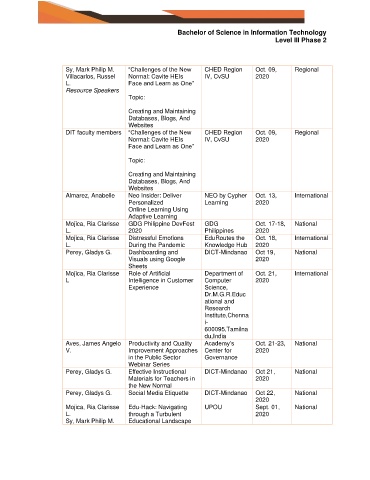 Bachelor of Science in Information Technology
Level III Phase 2
Sy, Mark Philip M. "Challenges of the New CHED Region Oct. 09, Regional
Villacarlos, Russel Normal: Cavite HEIs IV, CvSU 2020
L. Face and Learn as One"
Resource Speakers
Topic:
Creating and Maintaining
Databases, Blogs, And
Websites
DIT faculty members "Challenges of the New CHED Region Oct. 09, Regional
Normal: Cavite HEIs IV, CvSU 2020
Face and Learn as One"
Topic:
Creating and Maintaining
Databases, Blogs, And
Websites
Almarez, Anabelle Neo Insider: Deliver NEO by Cypher Oct. 13, International
Personalized Learning 2020
Online Learning Using
Adaptive Learning
Mojica, Ria Clarisse GDG Philippine DevFest GDG Oct. 17-18, National
L. 2020 Philippines 2020
Mojica, Ria Clarisse Distressful Emotions EduRoutes the Oct. 18, International
L. During the Pandemic Knowledge Hub 2020
Perey, Gladys G. Dashboarding and DICT-Mindanao Oct 19, National
Visuals using Google 2020
Sheets
Mojica, Ria Clarisse Role of Artificial Department of Oct. 21, International
L Intelligence in Customer Computer 2020
Experience Science,
Dr.M.G.R Educ
ational and
Research
Institute,Chenna
i-
600095,Tamilna
du,India
Aves, James Angelo Productivity and Quality Academy's Oct. 21-23, National
V. Improvement Approaches Center for 2020
in the Public Sector Governance
Webinar Series
Perey, Gladys G. Effective Instructional DICT-Mindanao Oct 21, National
Materials for Teachers in 2020
the New Normal
Perey, Gladys G. Social Media Etiquette DICT-Mindanao Oct 22, National
2020
Mojica, Ria Clarisse Edu-Hack: Navigating UPOU Sept. 01, National
L. through a Turbulent 2020
Sy, Mark Philip M. Educational Landscape